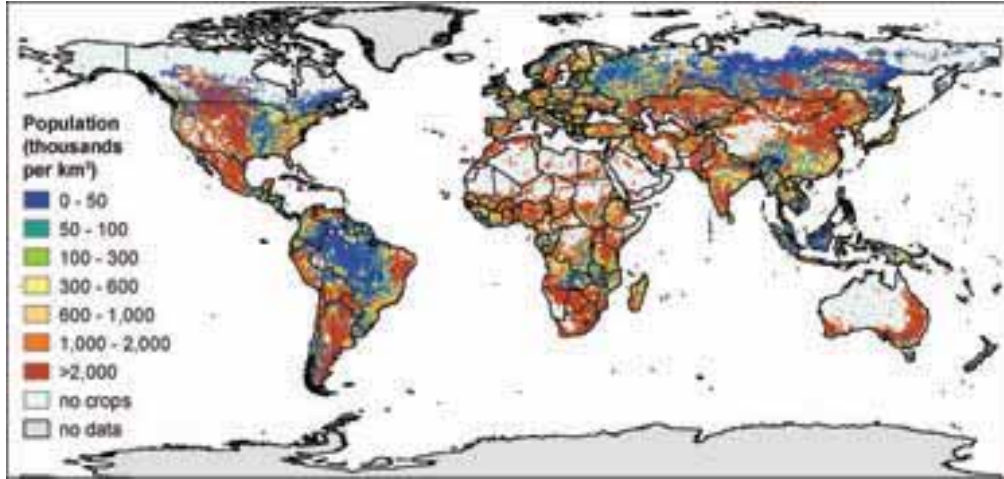 Population
(thousands
per km³)
0 - 50
50 - 100
100 - 300
300 - 600
600 - 1,000
1,000 - 2,000
>2,000
no crops
no data